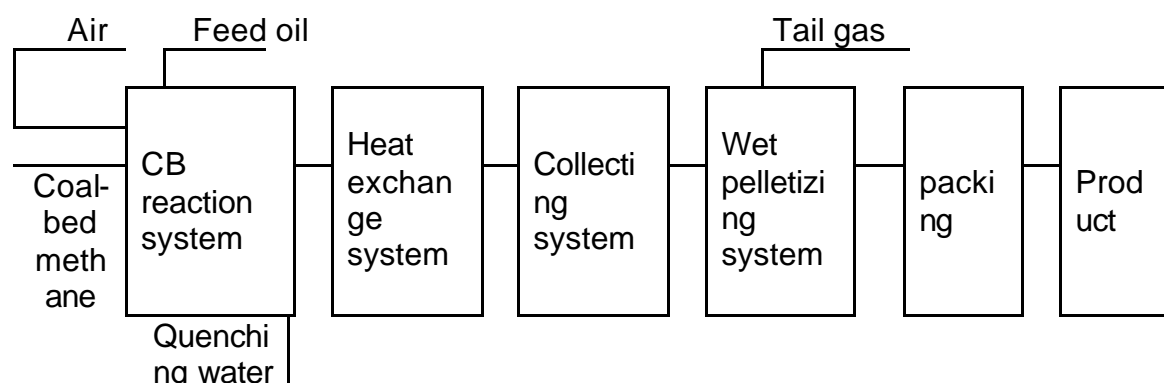 Air
Feed oil
Tail gas
CB
reaction
system
Heat
exchan
ge
system
Collecti
ng
system
Wet
pelletizi
ng
system
packi
ng
Prod
uct
Coal-
bed
meth
ane
Quenchi
ng water